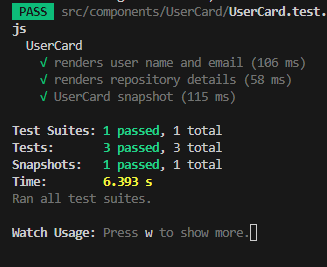 PASS src/components/UserCard/UserCard.test.
js
UserCard
√ renders user name and email (106 ms)
√ renders repository details (58 ms)
√ UserCard snapshot (115 ms)
Test Suites: 1 passed, 1 total
Tests: 3 passed, 3 total
Snapshots: 1 passed, 1 total
Time: 6.393 s
Ran all test suites.
Watch Usage: Press w to show more.